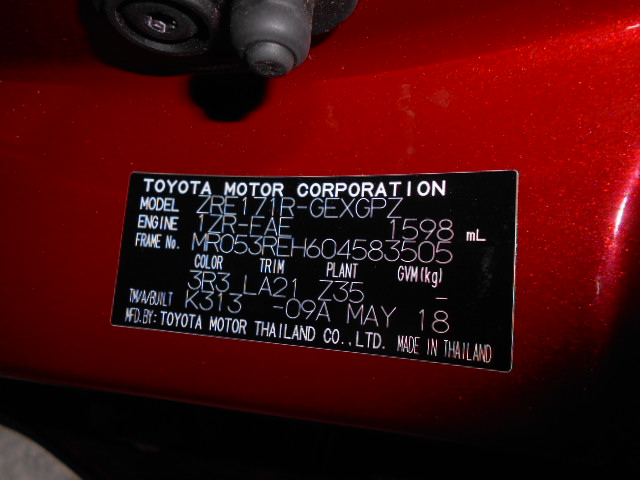 TOYOTA MOTOR CORPORATION
MODEL ZRE171R-GEXGPZ
ENGINE 1ZR-FAE 1598 mL
FRAME No. MR053REH604583505
COLOR TRIM PLANT GVM(kg)
3R3 LA21 Z35 -
TM/A/BUILT K313 -09A MAY 18
MFD.BY: TOYOTA MOTOR THAILAND CO.,LTD. MADE IN THAILAND